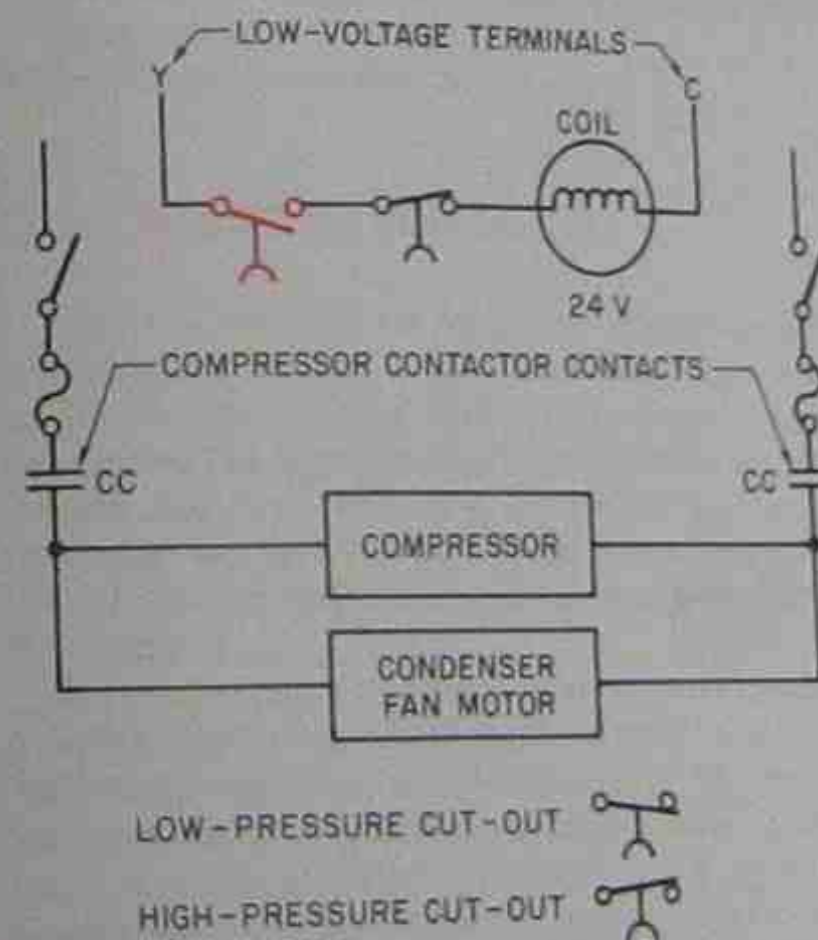 LOW-VOLTAGE TERMINALS
Y
C
COIL
24 V
COMPRESSOR CONTACTOR CONTACTS
CC
CC
COMPRESSOR
CONDENSER
FAN MOTOR
LOW-PRESSURE CUT-OUT
HIGH-PRESSURE CUT-OUT